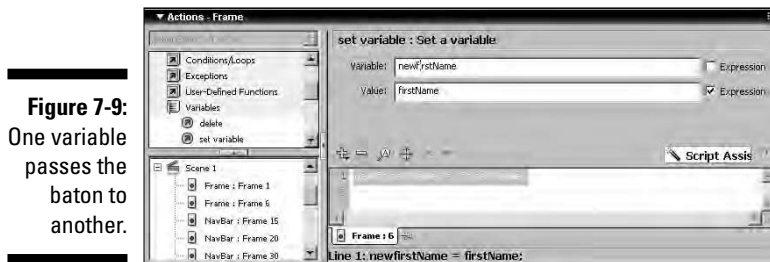 Figure 7-9:
One variable
passes the
baton to
another.
Actions - Frame
Conditions/Loops
Exceptions
User-Defined Functions
Variables
delete
set variable
Scene 1
Frame : Frame 1
Frame : Frame 6
NavBar : Frame 15
NavBar : Frame 20
NavBar : Frame 30
set variable : Set a variable
Variable: newfirstName Expression
Value: firstName Expression
Script Assis
1
Frame : 6
Line 1: newfirstName = firstName;